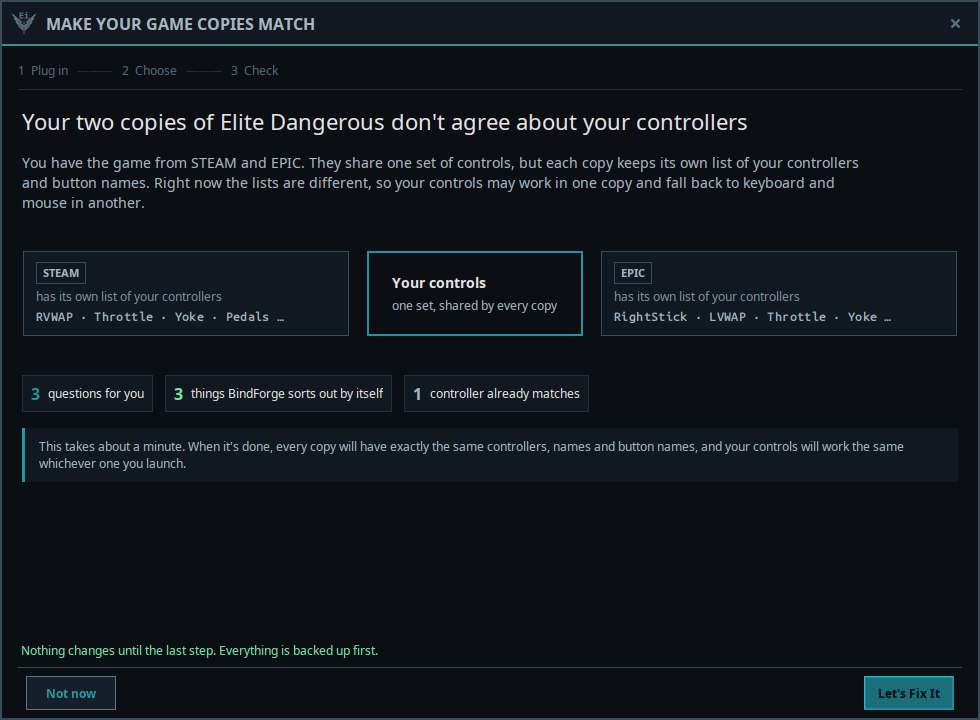 MAKE YOUR GAME COPIES MATCH
×
1 Plug in ——— 2 Choose ——— 3 Check
Your two copies of Elite Dangerous don't agree about your controllers
You have the game from STEAM and EPIC. They share one set of controls, but each copy keeps its own list of your controllers
and button names. Right now the lists are different, so your controls may work in one copy and fall back to keyboard and
mouse in another.
STEAM
has its own list of your controllers
RVWAP · Throttle · Yoke · Pedals …
Your controls
one set, shared by every copy
EPIC
has its own list of your controllers
RightStick · LVWAP · Throttle · Yoke …
3 questions for you
3 things BindForge sorts out by itself
1 controller already matches
This takes about a minute. When it's done, every copy will have exactly the same controllers, names and button names, and your controls will work the same
whichever one you launch.
Nothing changes until the last step. Everything is backed up first.
Not now
Let's Fix It